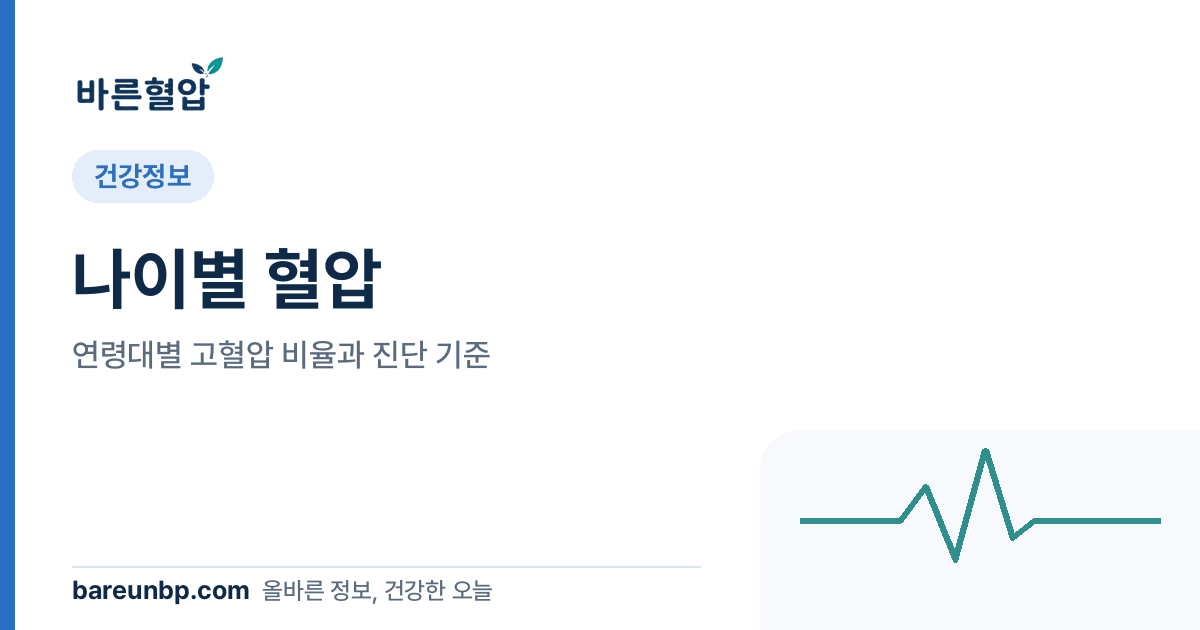 바른혈압
건강정보
나이별 혈압
연령대별 고혈압 비율과 진단 기준
bareunbp.com 올바른 정보, 건강한 오늘